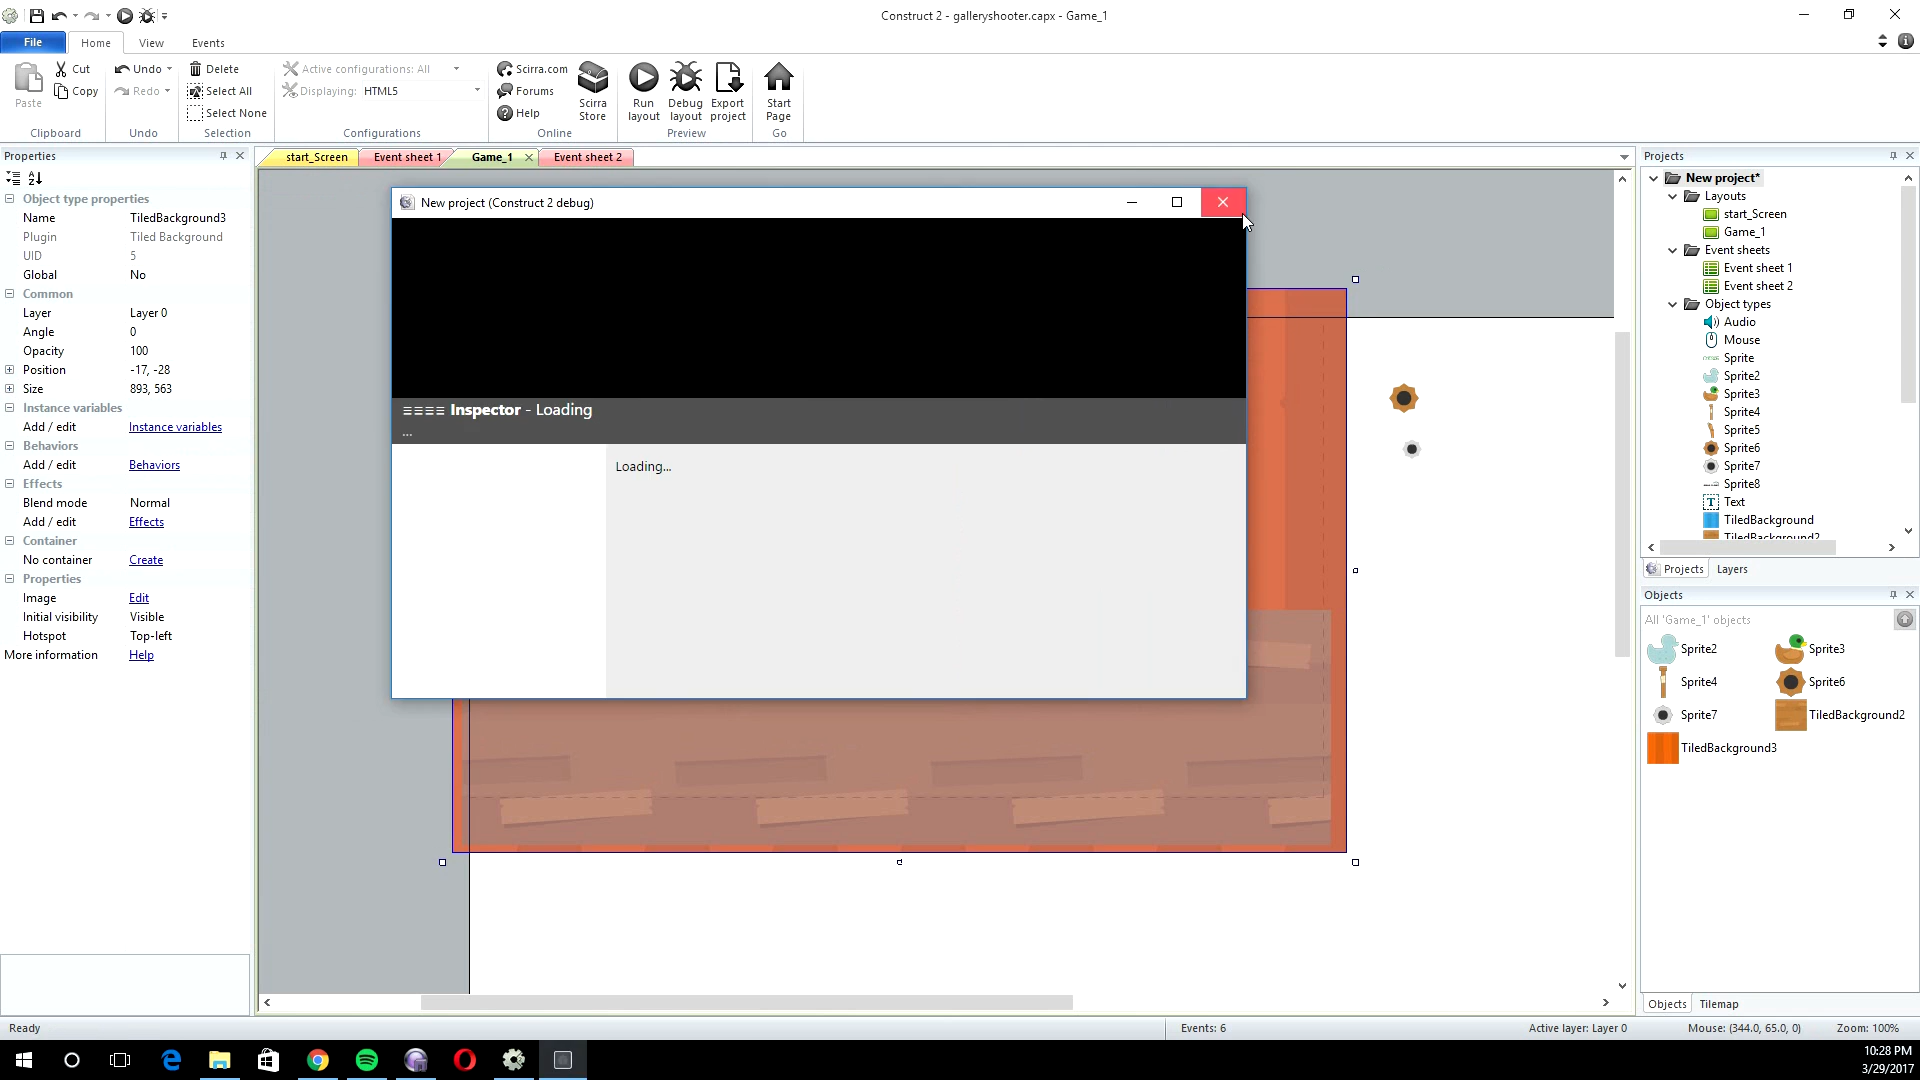 Construct 2 - galleryshooter.capx - Game_1
File
Home
View
Events
Paste
Cut
Copy
Clipboard
Undo
Redo
Undo
Delete
Select All
Select None
Selection
Active configurations: All
Displaying: HTML5
Configurations
Scirra.com
Forums
Help
Scirra
Store
Online
Run
layout
Debug
layout
Export
project
Preview
Start
Page
Go
Properties
start_Screen
Event sheet 1
Game_1
Event sheet 2
Object type properties
Name TiledBackground3
Plugin Tiled Background
UID 5
Global No
Common
Layer Layer 0
Angle 0
Opacity 100
Position -17, -28
Size 893, 563
Instance variables
Add / edit Instance variables
Behaviors
Add / edit Behaviors
Effects
Blend mode Normal
Add / edit Effects
Container
No container Create
Properties
Image Edit
Initial visibility Visible
Hotspot Top-left
More information Help
New project (Construct 2 debug)
Inspector - Loading
...
Loading...
Projects
New project*
Layouts
start_Screen
Game_1
Event sheets
Event sheet 1
Event sheet 2
Object types
Audio
Mouse
Sprite
Sprite2
Sprite3
Sprite4
Sprite5
Sprite6
Sprite7
Sprite8
Text
TiledBackground
TiledBackground2
Projects
Layers
Objects
All 'Game_1' objects
Sprite2
Sprite3
Sprite4
Sprite6
Sprite7
TiledBackground2
TiledBackground3
Objects
Tilemap
Ready
Events: 6
Active layer: Layer 0
Mouse: (344.0, 65.0, 0)
Zoom: 100%
10:28 PM
3/29/2017